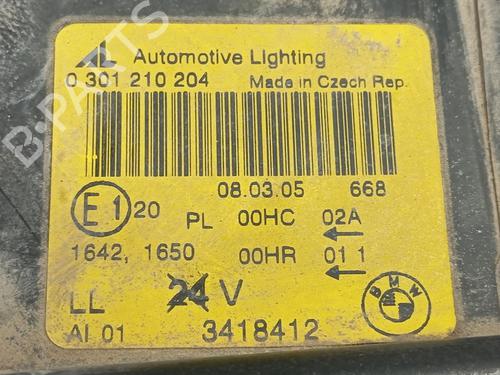 Automotive Lighting
0 301 210 204 Made in Czech Rep.
08.03.05 668
E1 20 PL 00HC 02A
1642, 1650 00HR 01 1
LL 24 V
BMW
Al 01 3418412
B-PARTS